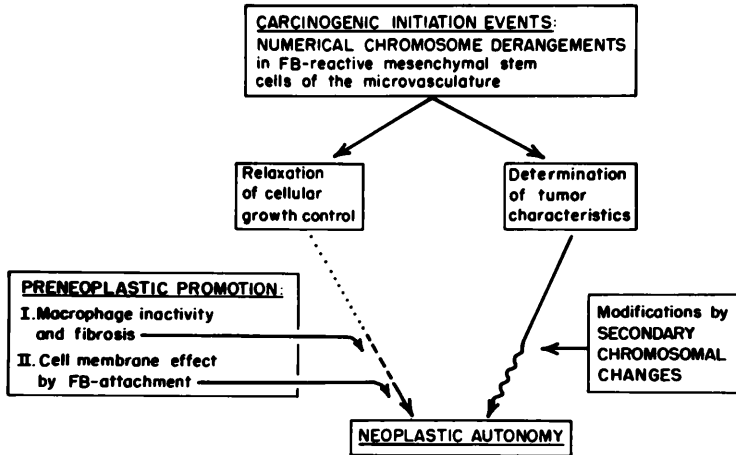 CARCINOGENIC INITIATION EVENTS:
NUMERICAL CHROMOSOME DERANGEMENTS
in FB-reactive mesenchymal stem
cells of the microvasculature
Relaxation
of cellular
growth control
Determination
of tumor
characteristics
PRENEOPLASTIC PROMOTION:
I. Macrophage inactivity
and fibrosis
II. Cell membrane effect
by FB-attachment
Modifications by
SECONDARY
CHROMOSOMAL
CHANGES
NEOPLASTIC AUTONOMY